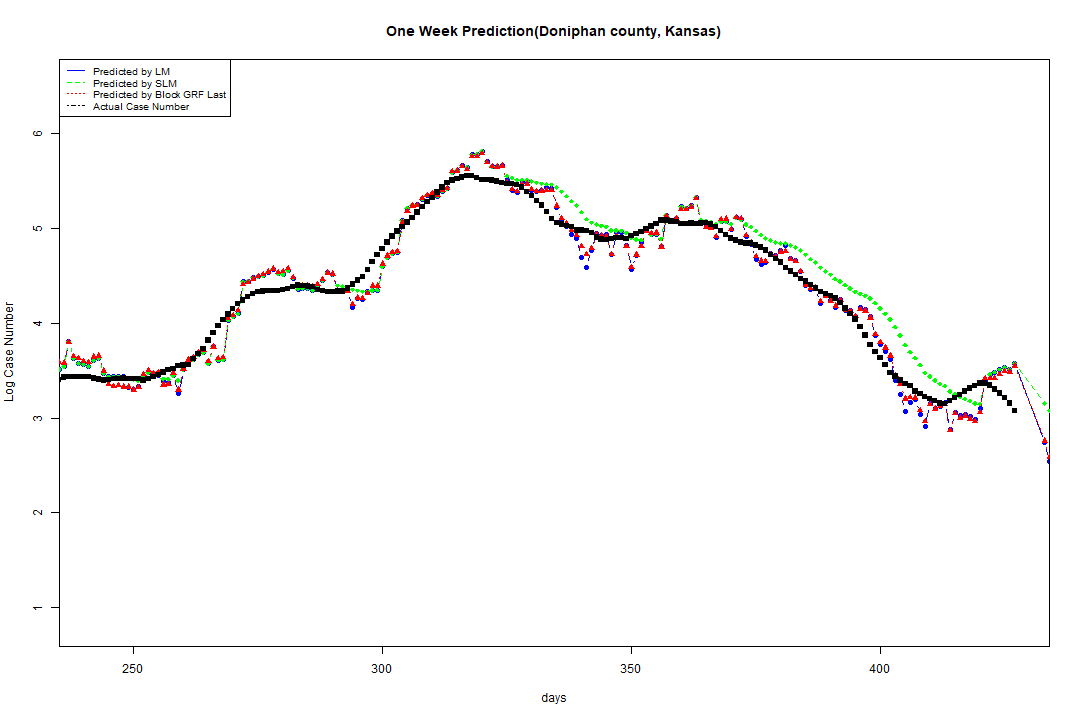 One Week Prediction(Doniphan county, Kansas)
Predicted by LM
Predicted by SLM
Predicted by Block GRF Last
Actual Case Number
6
5
4
3
2
1
Log Case Number
250 300 350 400
days